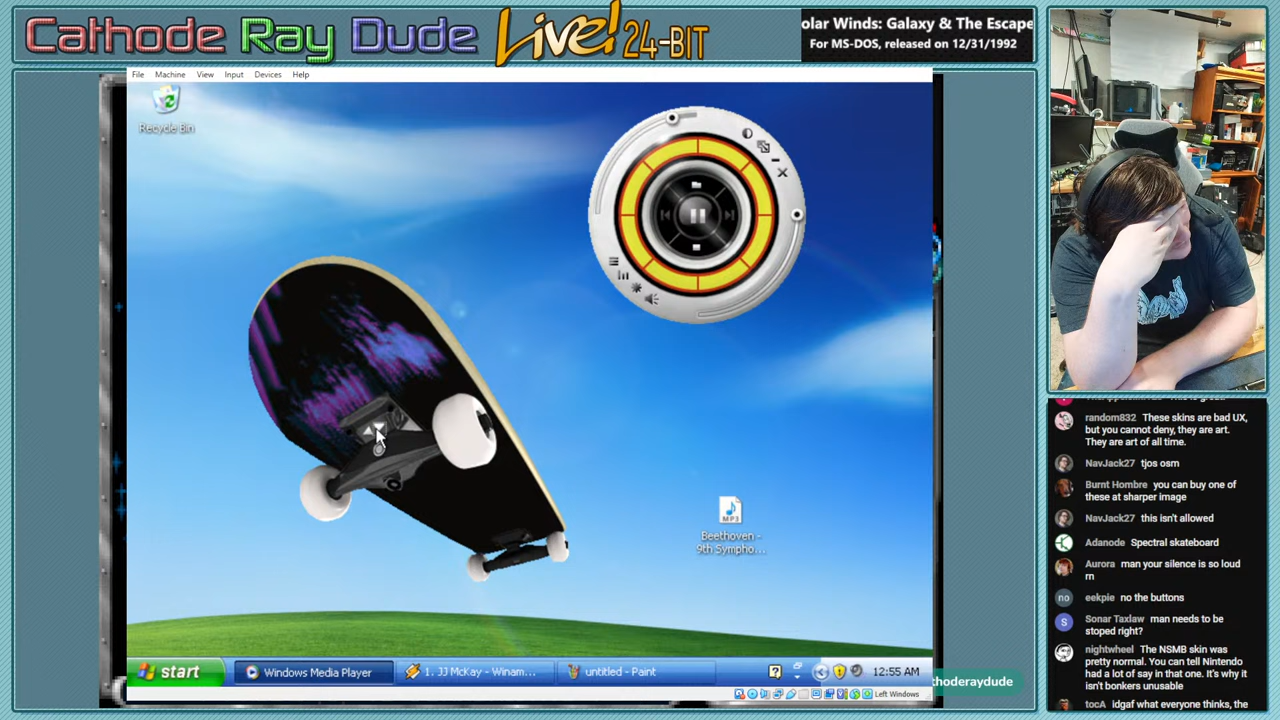 Cathode Ray Dude Live! 24-BIT
olar Winds: Galaxy & The Escape
For MS-DOS, released on 12/31/1992
File Machine View Input Devices Help
Recycle Bin
MP3
Beethoven -
9th Sympho...
start
Windows Media Player
1. JJ McKay - Winam...
untitled - Paint
12:55 AM
Left Windows
thoderaydude
random832 These skins are bad UX,
but you cannot deny, they are art.
They are art of all time.
NavJack27 tjos osm
Burnt Hombre you can buy one of
these at sharper image
NavJack27 this isn't allowed
Adanode Spectral skateboard
Aurora man your silence is so loud
rn
no eekpie no the buttons
S Sonar Taxlaw man needs to be
stoped right?
nightwheel The NSMB skin was
pretty normal. You can tell Nintendo
had a lot of say in that one. It's why it
isn't bonkers unusable
tocA idgaf what everyone thinks, the